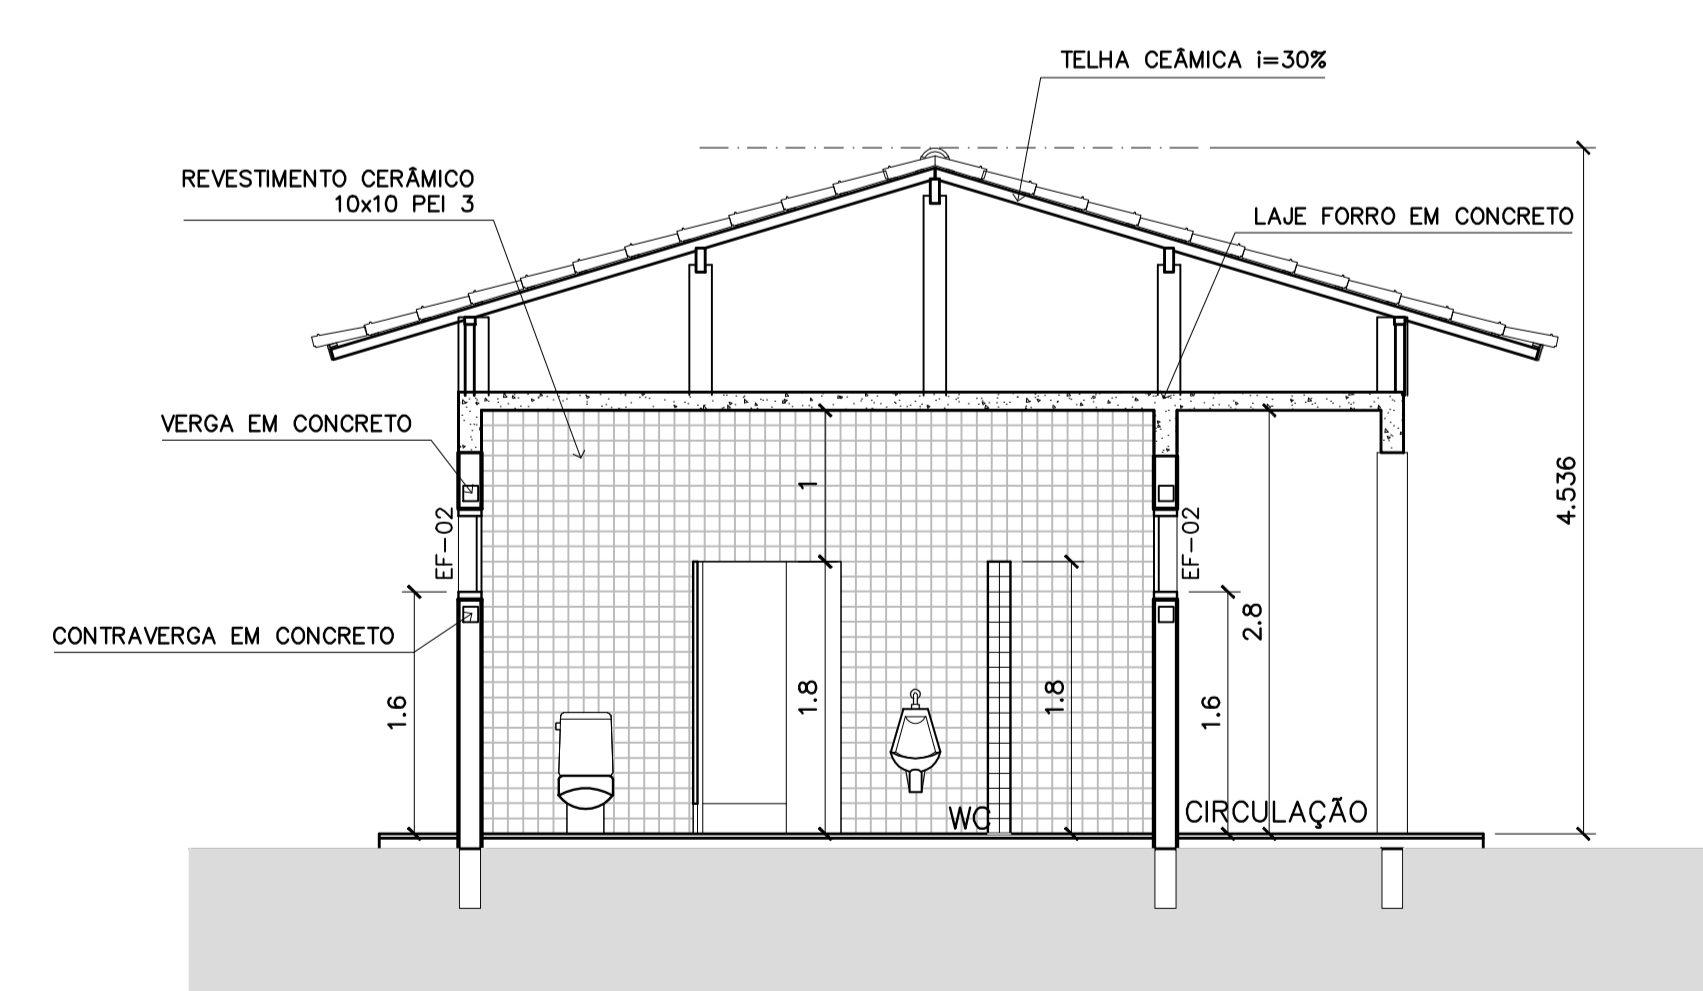 TELHA CEÂMICA i=30%
REVESTIMENTO CERÂMICO
10x10 PEI 3
LAJE FORRO EM CONCRETO
VERGA EM CONCRETO
1
4.536
EF-02
EF-02
2.8
CONTRAVERGA EM CONCRETO
1.6
1.8
1.8
1.6
WC
CIRCULAÇÃO